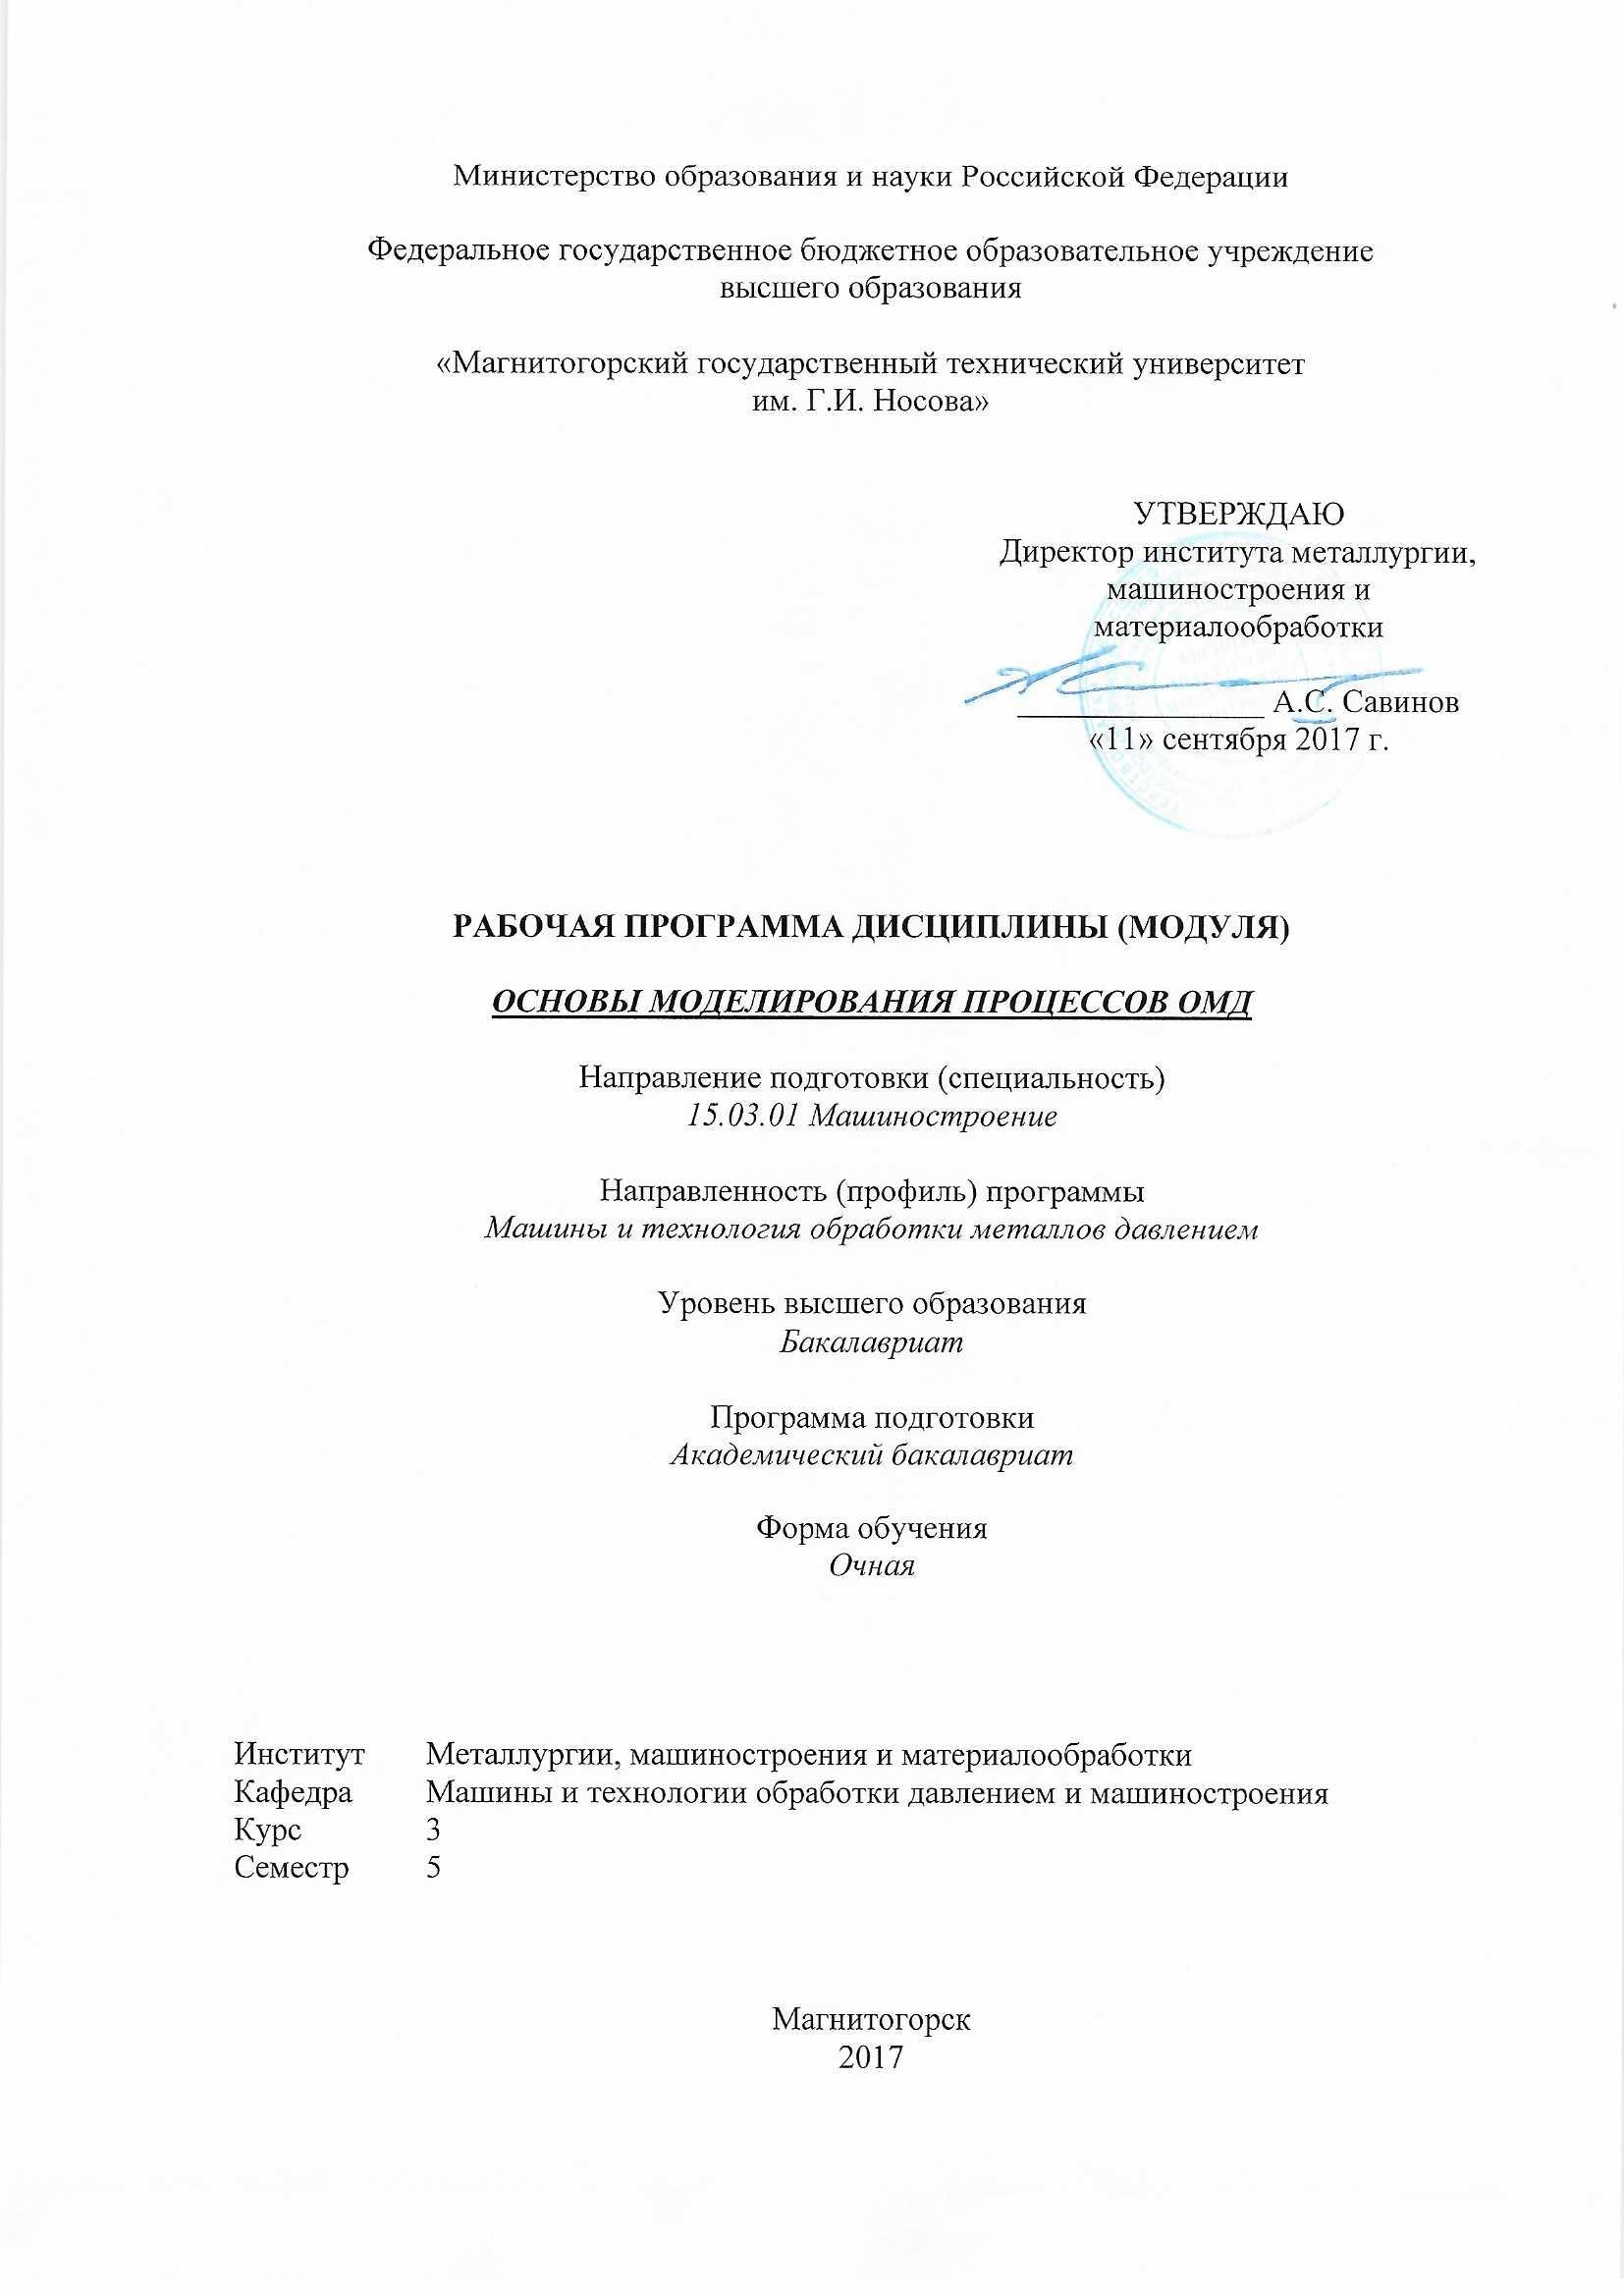 Министерство образования и науки Российской Федерации
Федеральное государственное бюджетное образовательное учреждение
высшего образования
«Магнитогорский государственный технический университет
им. Г.И. Носова»
УТВЕРЖДАЮ
Директор института металлургии,
машиностроения и
материалообработки
А.С. Савинов
«11» сентября 2017 г.
РАБОЧАЯ ПРОГРАММА ДИСЦИПЛИНЫ (МОДУЛЯ)
ОСНОВЫ МОДЕЛИРОВАНИЯ ПРОЦЕССОВ ОМД
Направление подготовки (специальность)
15.03.01 Машиностроение
Направленность (профиль) программы
Машины и технология обработки металлов давлением
Уровень высшего образования
Бакалавриат
Программа подготовки
Академический бакалавриат
Форма обучения
Очная
Институт Металлургии, машиностроения и материалообработки
Кафедра Машины и технологии обработки давлением и машиностроения
Курс 3
Семестр 5
Магнитогорск
2017